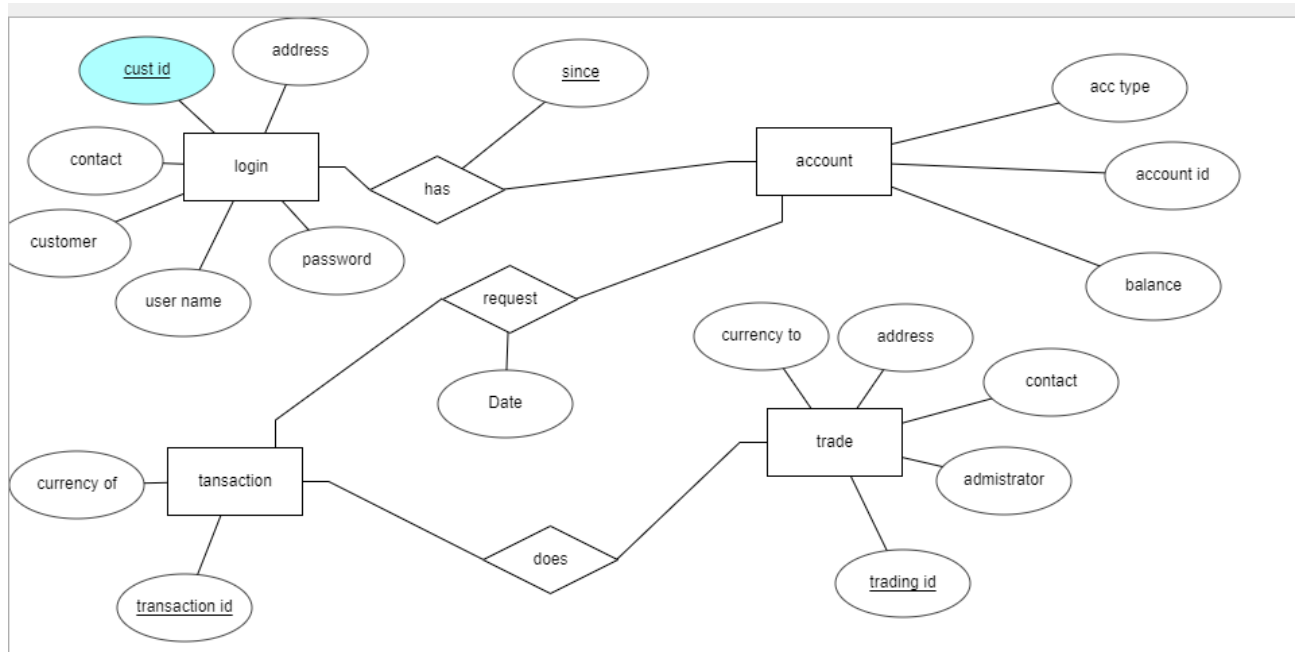 cust id
address
since
acc type
contact
login
account
account id
has
customer
password
user name
request
balance
currency to
address
contact
Date
trade
currency of
tansaction
admistrator
does
trading id
transaction id